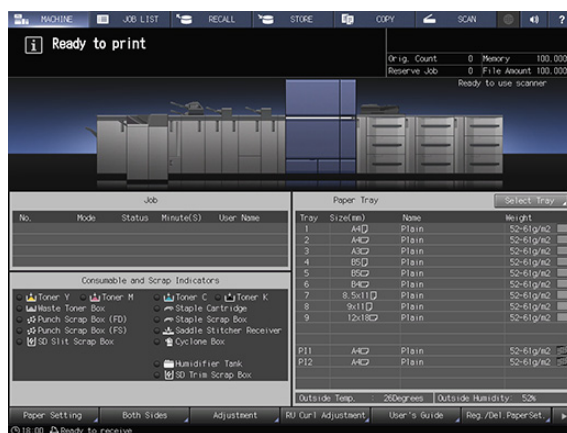 MACHINE JOB LIST RECALL STORE COPY SCAN ?
i Ready to print
Orig. Count 0 Memory 100.000
Reserve Job 0 File Amount 100.000
Ready to use scanner
Job
No. Mode Status Minute(S) User Name
Consumable and Scrap Indicators
Toner Y Toner M Toner C Toner K
Waste Toner Box Staple Cartridge
Punch Scrap Box (FD) Staple Scrap Box
Punch Scrap Box (FS) Saddle Stitcher Receiver
SD Slit Scrap Box Cyclone Box
Humidifier Tank
SD Trim Scrap Box
Paper Tray Select Tray
Tray Size(mm) Name Weight
1 A4 Plain 52-61g/m2
2 A4 Plain 52-61g/m2
3 A3 Plain 52-61g/m2
4 B5 Plain 52-61g/m2
5 B5 Plain 52-61g/m2
6 B4 Plain 52-61g/m2
7 8.5x11 Plain 52-61g/m2
8 9x11 Plain 52-61g/m2
9 12x18 Plain 52-61g/m2
PI1 A4 Plain 52-61g/m2
PI2 A4 Plain 52-61g/m2
Outside Temp. : 26Degrees Outside Humidity: 52%
Paper Setting Both Sides Adjustment RU Curl Adjustment User's Guide Reg./Del.PaperSet.
18:00 Ready to receive